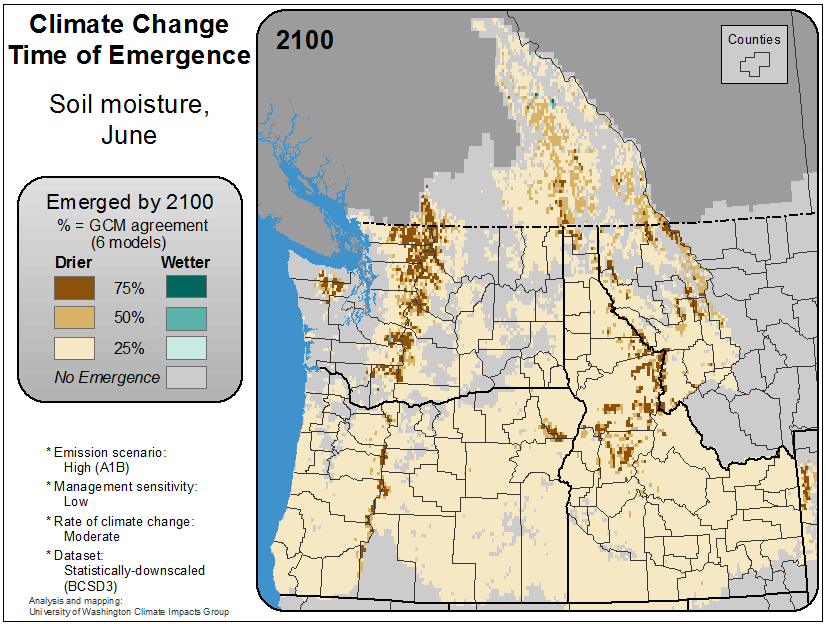 Climate Change
Time of Emergence
Soil moisture,
June
Emerged by 2100
% = GCM agreement
(6 models)
Drier Wetter
75%
50%
25%
No Emergence
* Emission scenario:
High (A1B)
* Management sensitivity:
Low
* Rate of climate change:
Moderate
* Dataset:
Statistically-downscaled
(BCSD3)
Analysis and mapping:
University of Washington Climate Impacts Group
2100
Counties